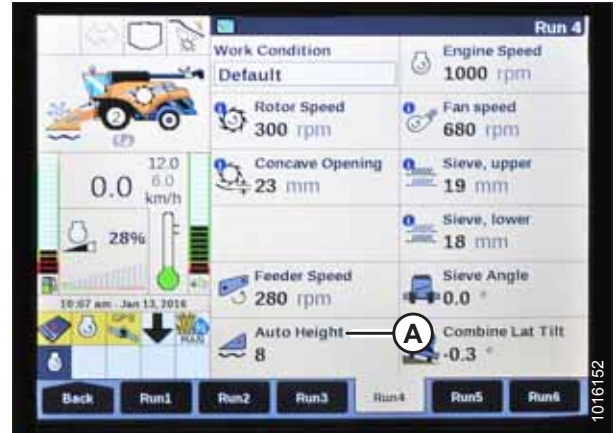 Run 4
Work Condition
Default
Engine Speed
1000 rpm
Rotor Speed
300 rpm
Fan speed
680 rpm
Concave Opening
23 mm
Sieve, upper
19 mm
Sieve, lower
18 mm
Feeder Speed
280 rpm
Sieve Angle
0.0 °
Auto Height
8
A
Combine Lat Tilt
-0.3 °
2
(P)
12.0
6.0
0.0
km/h
28%
10:07 am - Jan 13, 2016
GPS
MAX
Back
Run1
Run2
Run3
Run4
Run5
Run6
1016152